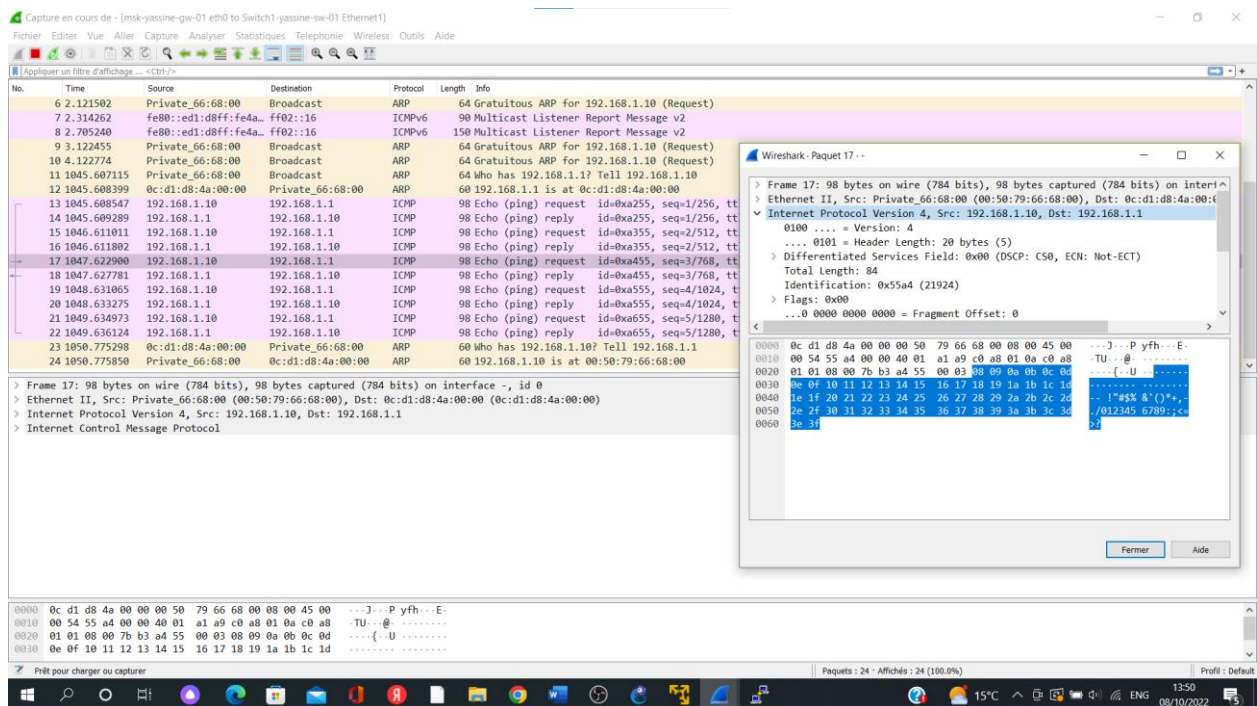 Capture en cours de - [msk-yassine-gw-01 eth0 to Switch1-yassine-sw-01 Ethernet1]
Fichier Editer Vue Aller Capture Analyser Statistiques Telephonie Wireless Outils Aide
Appliquer un filtre d'affichage ... <Ctrl-/>
No. Time Source Destination Protocol Length Info
6 2.121502 Private_66:68:00 Broadcast ARP 64 Gratuitous ARP for 192.168.1.10 (Request)
7 2.314262 fe80::ed1:d8ff:fe4a… ff02::16 ICMPv6 90 Multicast Listener Report Message v2
8 2.705240 fe80::ed1:d8ff:fe4a… ff02::16 ICMPv6 150 Multicast Listener Report Message v2
9 3.122455 Private_66:68:00 Broadcast ARP 64 Gratuitous ARP for 192.168.1.10 (Request)
10 4.122774 Private_66:68:00 Broadcast ARP 64 Gratuitous ARP for 192.168.1.10 (Request)
11 1045.607115 Private_66:68:00 Broadcast ARP 64 Who has 192.168.1.1? Tell 192.168.1.10
12 1045.608399 0c:d1:d8:4a:00:00 Private_66:68:00 ARP 60 192.168.1.1 is at 0c:d1:d8:4a:00:00
13 1045.608547 192.168.1.10 192.168.1.1 ICMP 98 Echo (ping) request id=0xa255, seq=1/256, tt
14 1045.609289 192.168.1.1 192.168.1.10 ICMP 98 Echo (ping) reply id=0xa255, seq=1/256, tt
15 1046.611011 192.168.1.10 192.168.1.1 ICMP 98 Echo (ping) request id=0xa355, seq=2/512, tt
16 1046.611802 192.168.1.1 192.168.1.10 ICMP 98 Echo (ping) reply id=0xa355, seq=2/512, tt
17 1047.622900 192.168.1.10 192.168.1.1 ICMP 98 Echo (ping) request id=0xa455, seq=3/768, tt
18 1047.627781 192.168.1.1 192.168.1.10 ICMP 98 Echo (ping) reply id=0xa455, seq=3/768, tt
19 1048.631065 192.168.1.10 192.168.1.1 ICMP 98 Echo (ping) request id=0xa555, seq=4/1024, t
20 1048.633275 192.168.1.1 192.168.1.10 ICMP 98 Echo (ping) reply id=0xa555, seq=4/1024, t
21 1049.634973 192.168.1.10 192.168.1.1 ICMP 98 Echo (ping) request id=0xa655, seq=5/1280, t
22 1049.636124 192.168.1.1 192.168.1.10 ICMP 98 Echo (ping) reply id=0xa655, seq=5/1280, t
23 1050.775298 0c:d1:d8:4a:00:00 Private_66:68:00 ARP 60 Who has 192.168.1.10? Tell 192.168.1.1
24 1050.775850 Private_66:68:00 0c:d1:d8:4a:00:00 ARP 60 192.168.1.10 is at 00:50:79:66:68:00
> Frame 17: 98 bytes on wire (784 bits), 98 bytes captured (784 bits) on interface -, id 0
> Ethernet II, Src: Private_66:68:00 (00:50:79:66:68:00), Dst: 0c:d1:d8:4a:00:00 (0c:d1:d8:4a:00:00)
> Internet Protocol Version 4, Src: 192.168.1.10, Dst: 192.168.1.1
> Internet Control Message Protocol
0000 0c d1 d8 4a 00 00 00 50 79 66 68 00 08 00 45 00 ···J···P yfh···E·
0010 00 54 55 a4 00 00 40 01 a1 a9 c0 a8 01 0a c0 a8 ·TU···@· ········
0020 01 01 08 00 7b b3 a4 55 00 03 08 09 0a 0b 0c 0d ····{··U ········
0030 0e 0f 10 11 12 13 14 15 16 17 18 19 1a 1b 1c 1d ········ ········
Wireshark · Paquet 17 · -
> Frame 17: 98 bytes on wire (784 bits), 98 bytes captured (784 bits) on interf
> Ethernet II, Src: Private_66:68:00 (00:50:79:66:68:00), Dst: 0c:d1:d8:4a:00:
Internet Protocol Version 4, Src: 192.168.1.10, Dst: 192.168.1.1
0100 .... = Version: 4
.... 0101 = Header Length: 20 bytes (5)
> Differentiated Services Field: 0x00 (DSCP: CS0, ECN: Not-ECT)
Total Length: 84
Identification: 0x55a4 (21924)
> Flags: 0x00
...0 0000 0000 0000 = Fragment Offset: 0
0000 0c d1 d8 4a 00 00 00 50 79 66 68 00 08 00 45 00 ···J···P yfh···E·
0010 00 54 55 a4 00 00 40 01 a1 a9 c0 a8 01 0a c0 a8 ·TU···@· ········
0020 01 01 08 00 7b b3 a4 55 00 03 08 09 0a 0b 0c 0d ····{··U ········
0030 0e 0f 10 11 12 13 14 15 16 17 18 19 1a 1b 1c 1d ········ ········
0040 1e 1f 20 21 22 23 24 25 26 27 28 29 2a 2b 2c 2d ·· !"#$% &'()*+,-
0050 2e 2f 30 31 32 33 34 35 36 37 38 39 3a 3b 3c 3d ./012345 6789:;<=
0060 3e 3f >?
Fermer Aide
Prêt pour charger ou capturer Paquets : 24 · Affichés : 24 (100.0%) Profil : Default
15°C ENG 13:50
08/10/2022